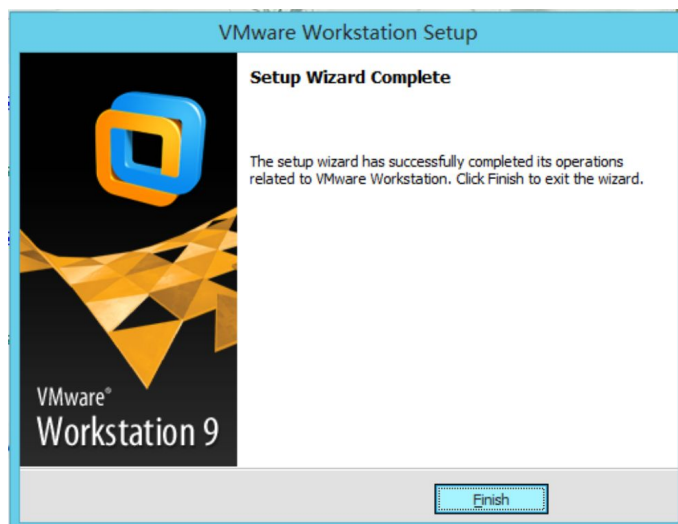 VMware Workstation Setup
Setup Wizard Complete
The setup wizard has successfully completed its operations
related to VMware Workstation. Click Finish to exit the wizard.
VMware®
Workstation 9
Finish